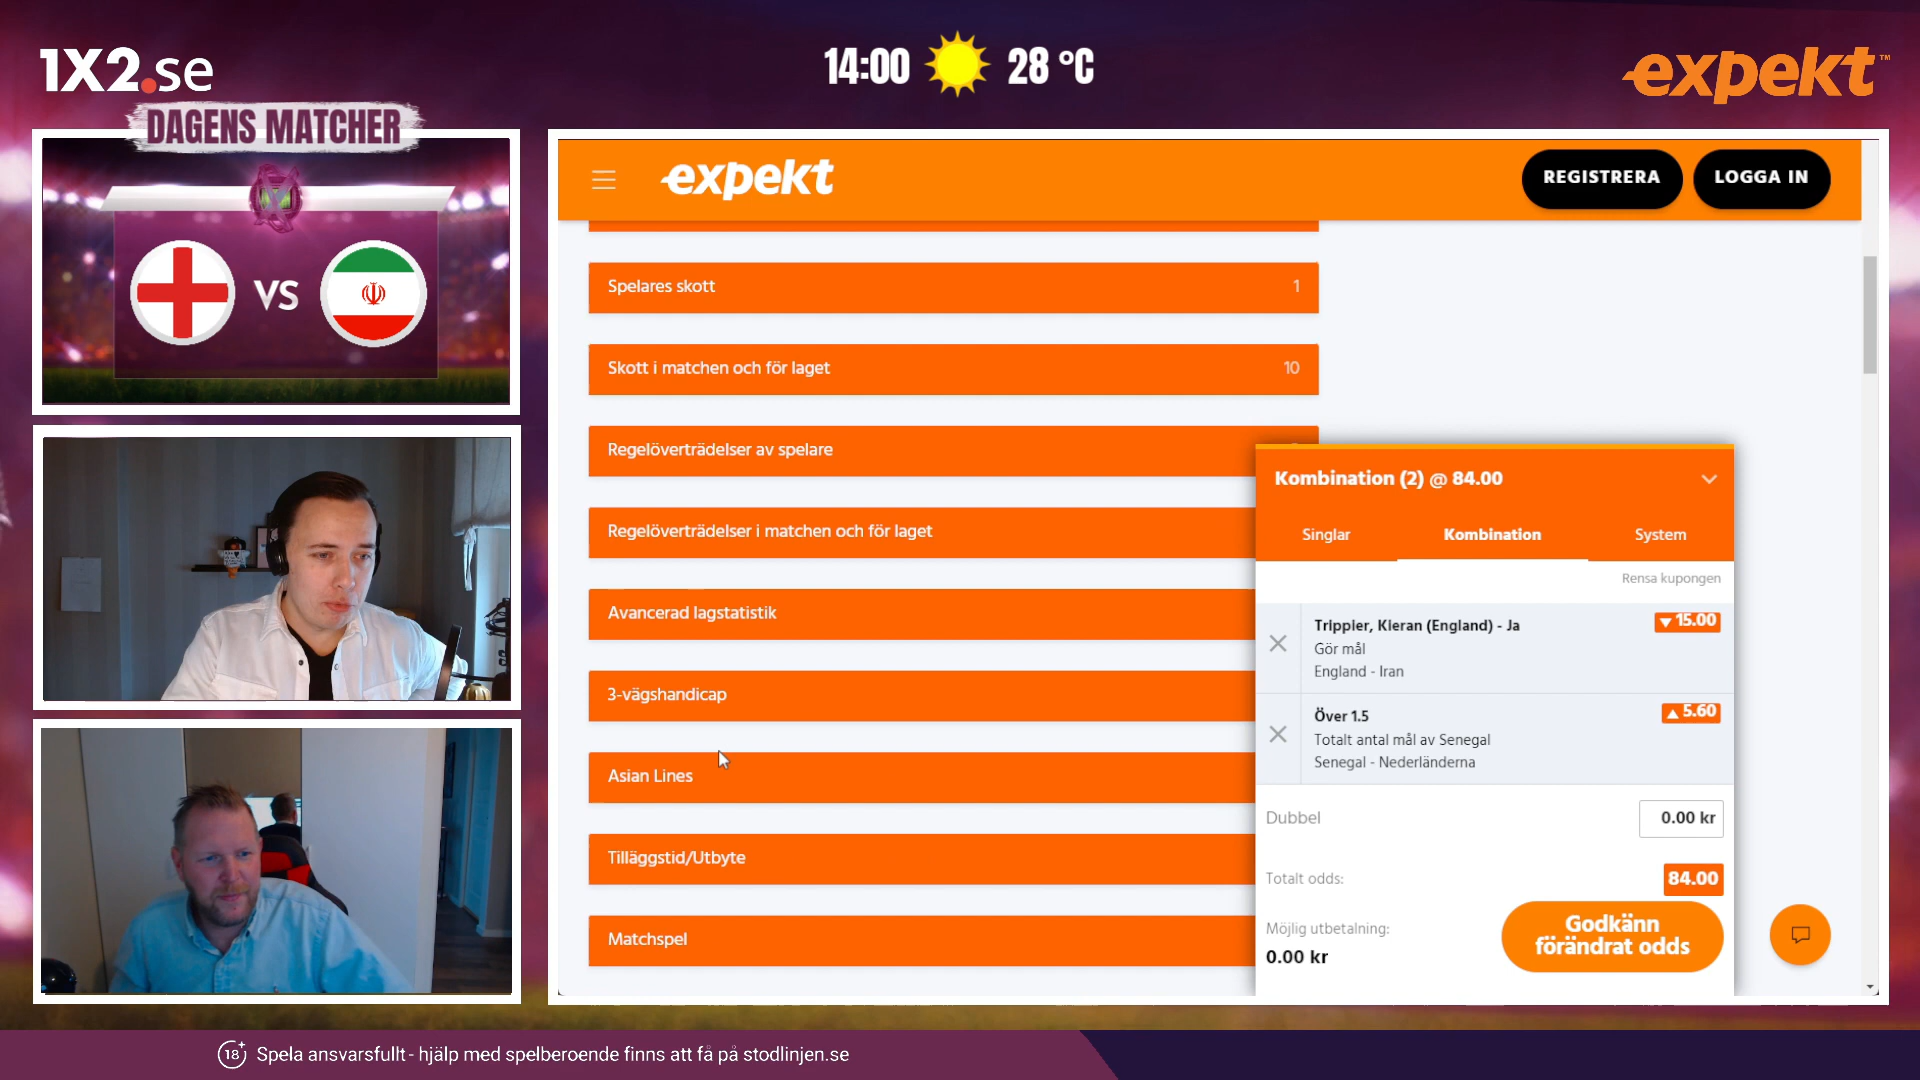 1X2.se
14:00
28 °C
expekt™
DAGENS MATCHER
VS
expekt
REGISTRERA
LOGGA IN
Spelares skott
1
Skott i matchen och för laget
10
Regelöverträdelser av spelare
Regelöverträdelser i matchen och för laget
Avancerad lagstatistik
3-vägshandicap
Asian Lines
Tilläggstid/Utbyte
Matchspel
Kombination (2) @ 84.00
Singlar
Kombination
System
Rensa kupongen
Trippier, Kieran (England) - Ja
15.00
Gör mål
England - Iran
Över 1.5
5.60
Totalt antal mål av Senegal
Senegal - Nederländerna
Dubbel
0.00 kr
Totalt odds:
84.00
Möjlig utbetalning:
0.00 kr
Godkänn
förändrat odds
18+
Spela ansvarsfullt - hjälp med spelberoende finns att få på stodlinjen.se